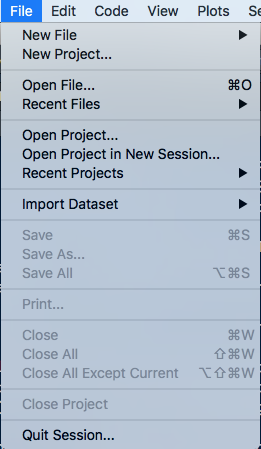 File Edit Code View Plots Se
New File ▶
New Project...
Open File... ⌘O
Recent Files ▶
Open Project...
Open Project in New Session...
Recent Projects ▶
Import Dataset ▶
Save ⌘S
Save As...
Save All ⌥⌘S
Print...
Close ⌘W
Close All ⇧⌘W
Close All Except Current ⌥⇧⌘W
Close Project
Quit Session...